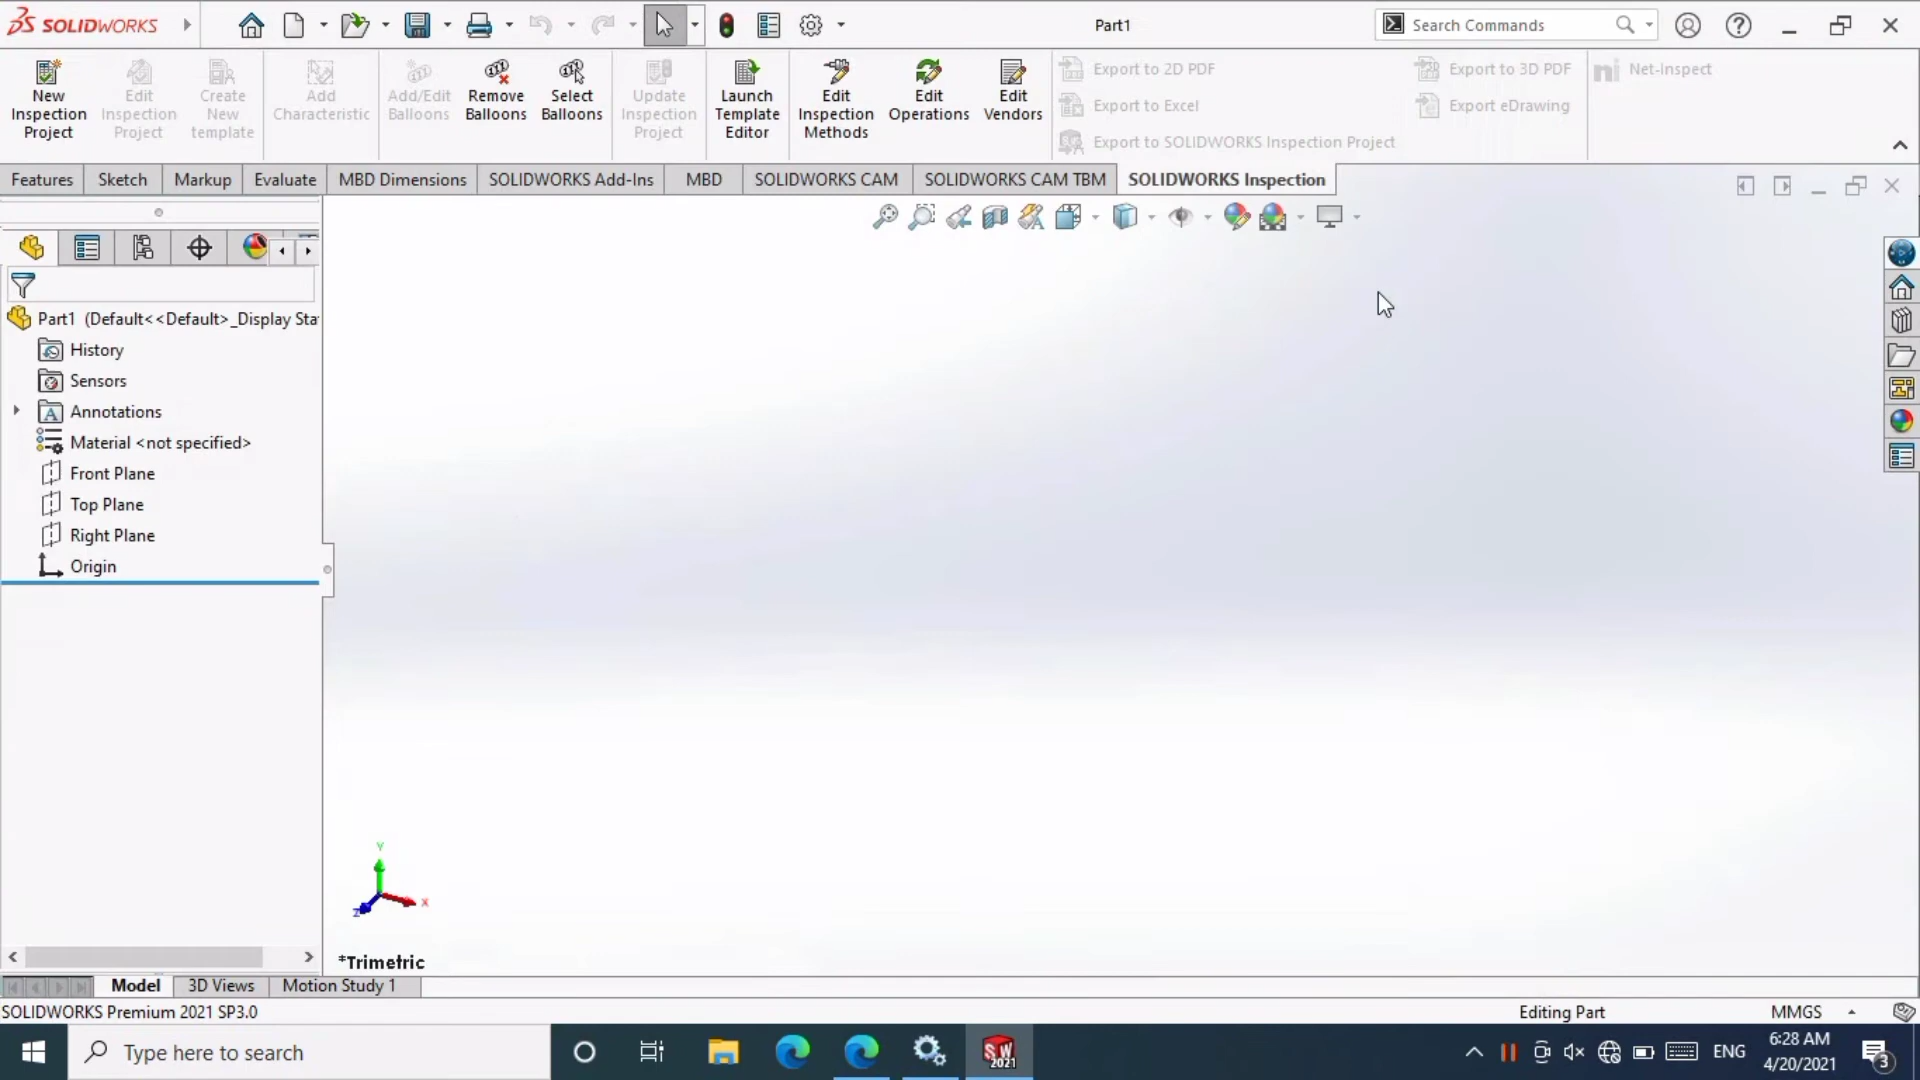 SOLIDWORKS
Part1
Search Commands
New Inspection Project
Edit Inspection Project
Create New template
Add Characteristic
Add/Edit Balloons
Remove Balloons
Select Balloons
Update Inspection Project
Launch Template Editor
Edit Inspection Methods
Edit Operations
Edit Vendors
Export to 2D PDF
Export to Excel
Export to SOLIDWORKS Inspection Project
Export to 3D PDF
Export eDrawing
Net-Inspect
Features
Sketch
Markup
Evaluate
MBD Dimensions
SOLIDWORKS Add-Ins
MBD
SOLIDWORKS CAM
SOLIDWORKS CAM TBM
SOLIDWORKS Inspection
Part1 (Default<<Default>_Display Sta
History
Sensors
Annotations
Material <not specified>
Front Plane
Top Plane
Right Plane
Origin
Y
X
Z
*Trimetric
Model
3D Views
Motion Study 1
SOLIDWORKS Premium 2021 SP3.0
Editing Part
MMGS
Type here to search
SW 2021
ENG
6:28 AM
4/20/2021
3